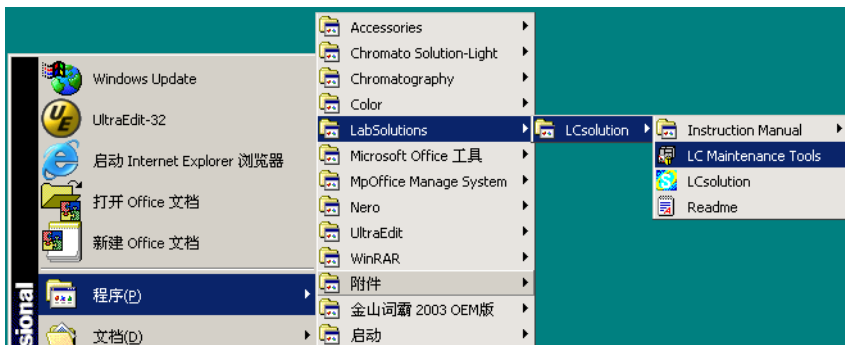 Windows Update
UltraEdit-32
启动 Internet Explorer 浏览器
打开 Office 文档
新建 Office 文档
程序(P)
文档(D)
sional
Accessories
Chromato Solution-Light
Chromatography
Color
LabSolutions
Microsoft Office 工具
MpOffice Manage System
Nero
UltraEdit
WinRAR
附件
金山词霸 2003 OEM版
启动
LCsolution
Instruction Manual
LC Maintenance Tools
LCsolution
Readme